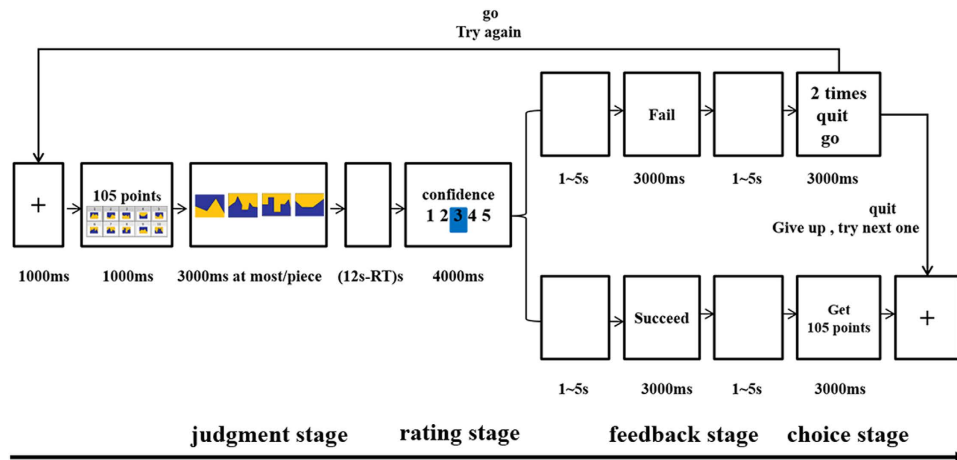 go
Try again
+
1000ms
105 points
1000ms
3000ms at most/piece
(12s-RT)s
confidence
1 2 3 4 5
4000ms
1~5s
Fail
3000ms
1~5s
2 times
quit
go
3000ms
quit
Give up , try next one
1~5s
Succeed
3000ms
1~5s
Get
105 points
3000ms
+
judgment stage
rating stage
feedback stage
choice stage